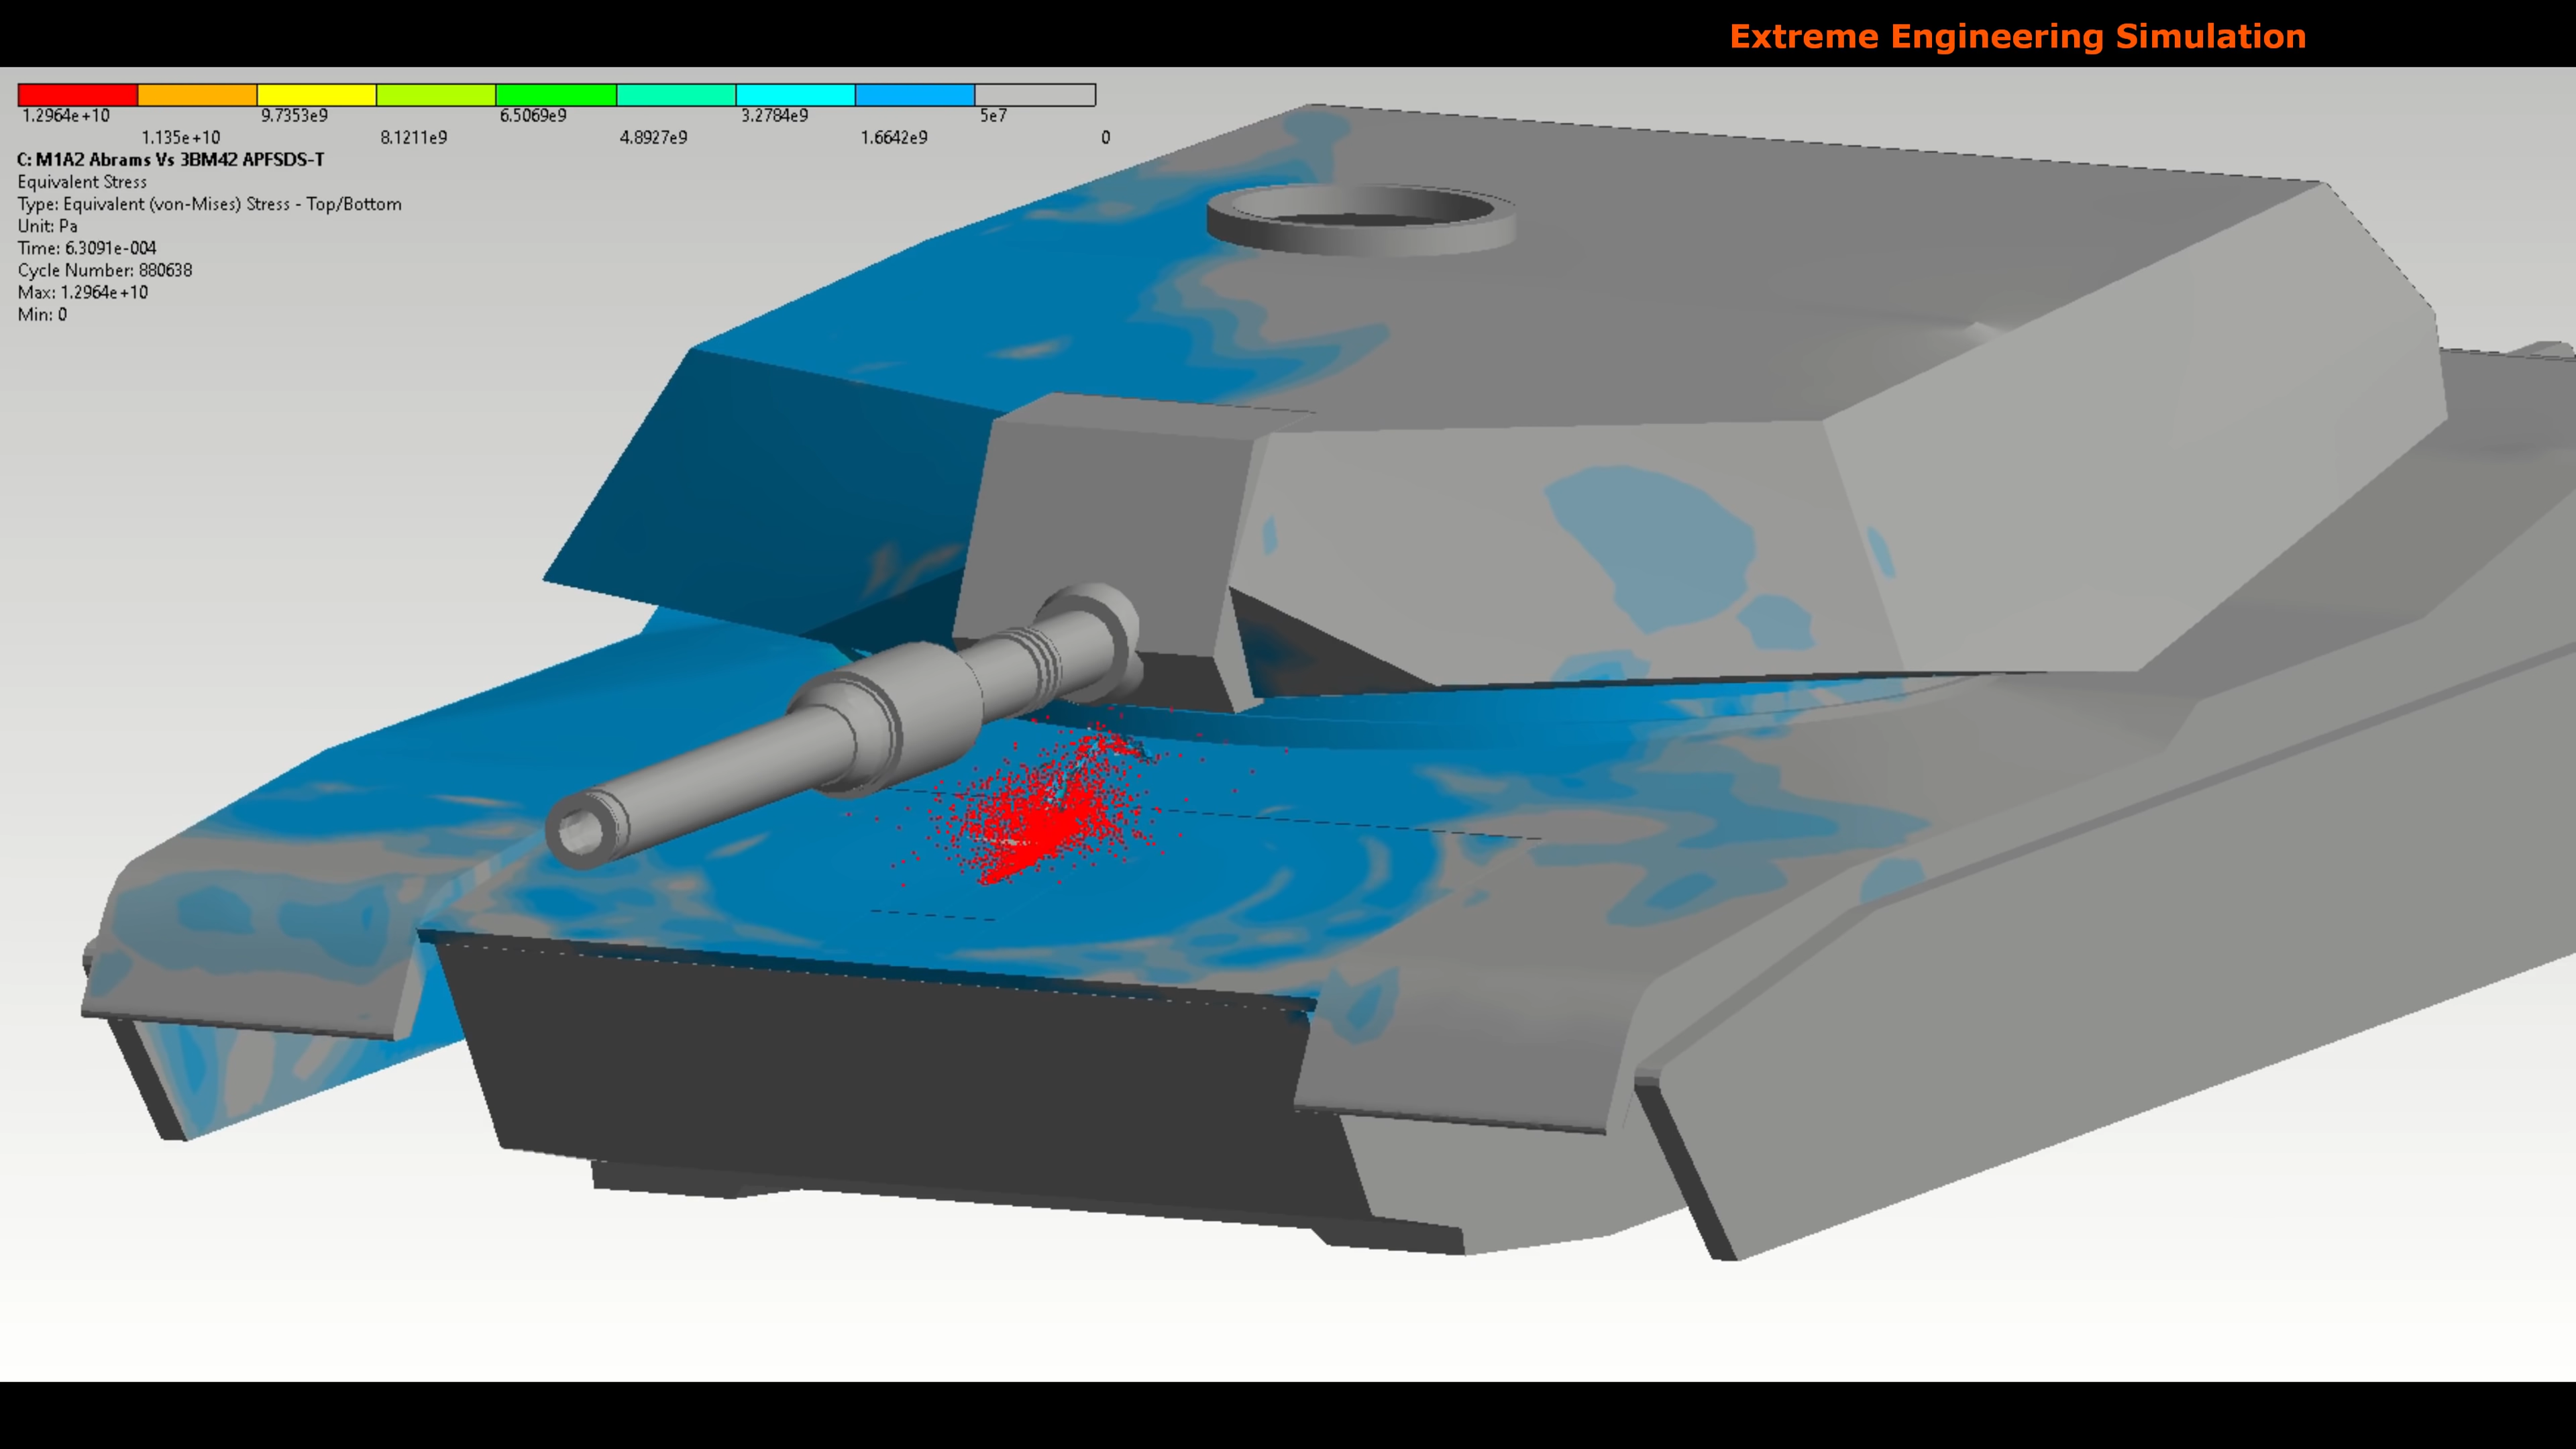 Extreme Engineering Simulation
1.2964e+10 9.7353e9 6.5069e9 3.2784e9 5e7
1.135e+10 8.1211e9 4.8927e9 1.6642e9 0
C: M1A2 Abrams Vs 3BM42 APFSDS-T
Equivalent Stress
Type: Equivalent (von-Mises) Stress - Top/Bottom
Unit: Pa
Time: 6.3091e-004
Cycle Number: 880638
Max: 1.2964e+10
Min: 0